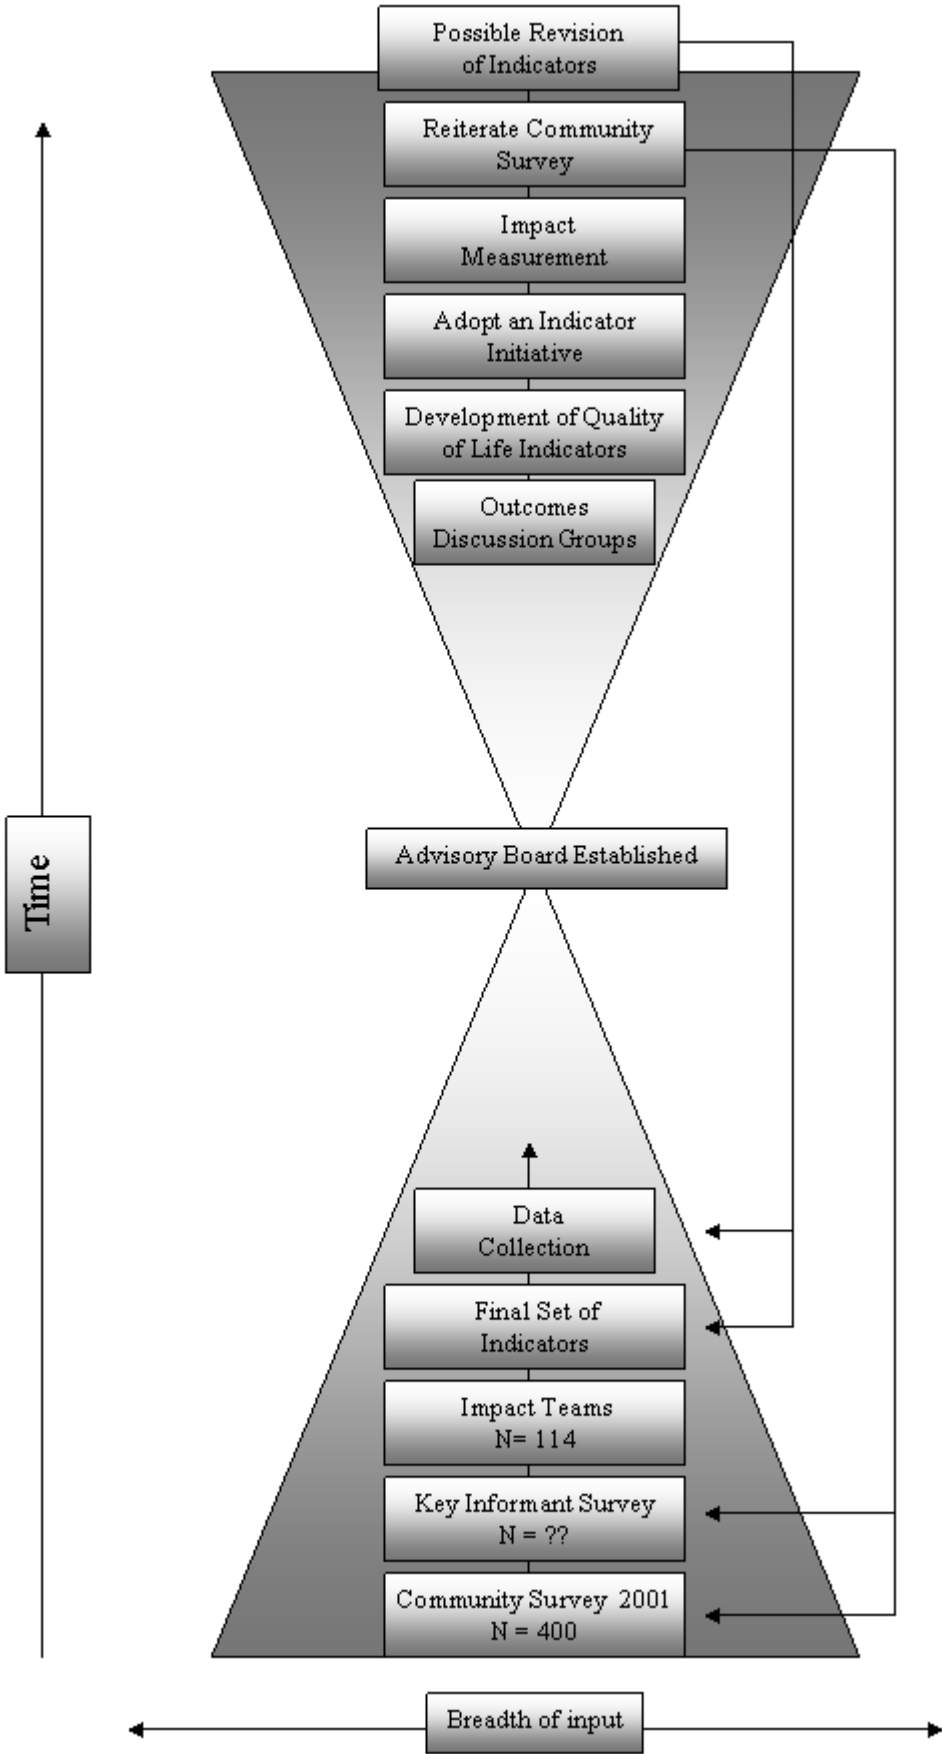 Possible Revision
of Indicators
Reiterate Community
Survey
Impact
Measurement
Adopt an Indicator
Initiative
Development of Quality
of Life Indicators
Outcomes
Discussion Groups
Advisory Board Established
Time
Data
Collection
Final Set of
Indicators
Impact Teams
N= 114
Key Informant Survey
N = ??
Community Survey  2001
N = 400
Breadth of input